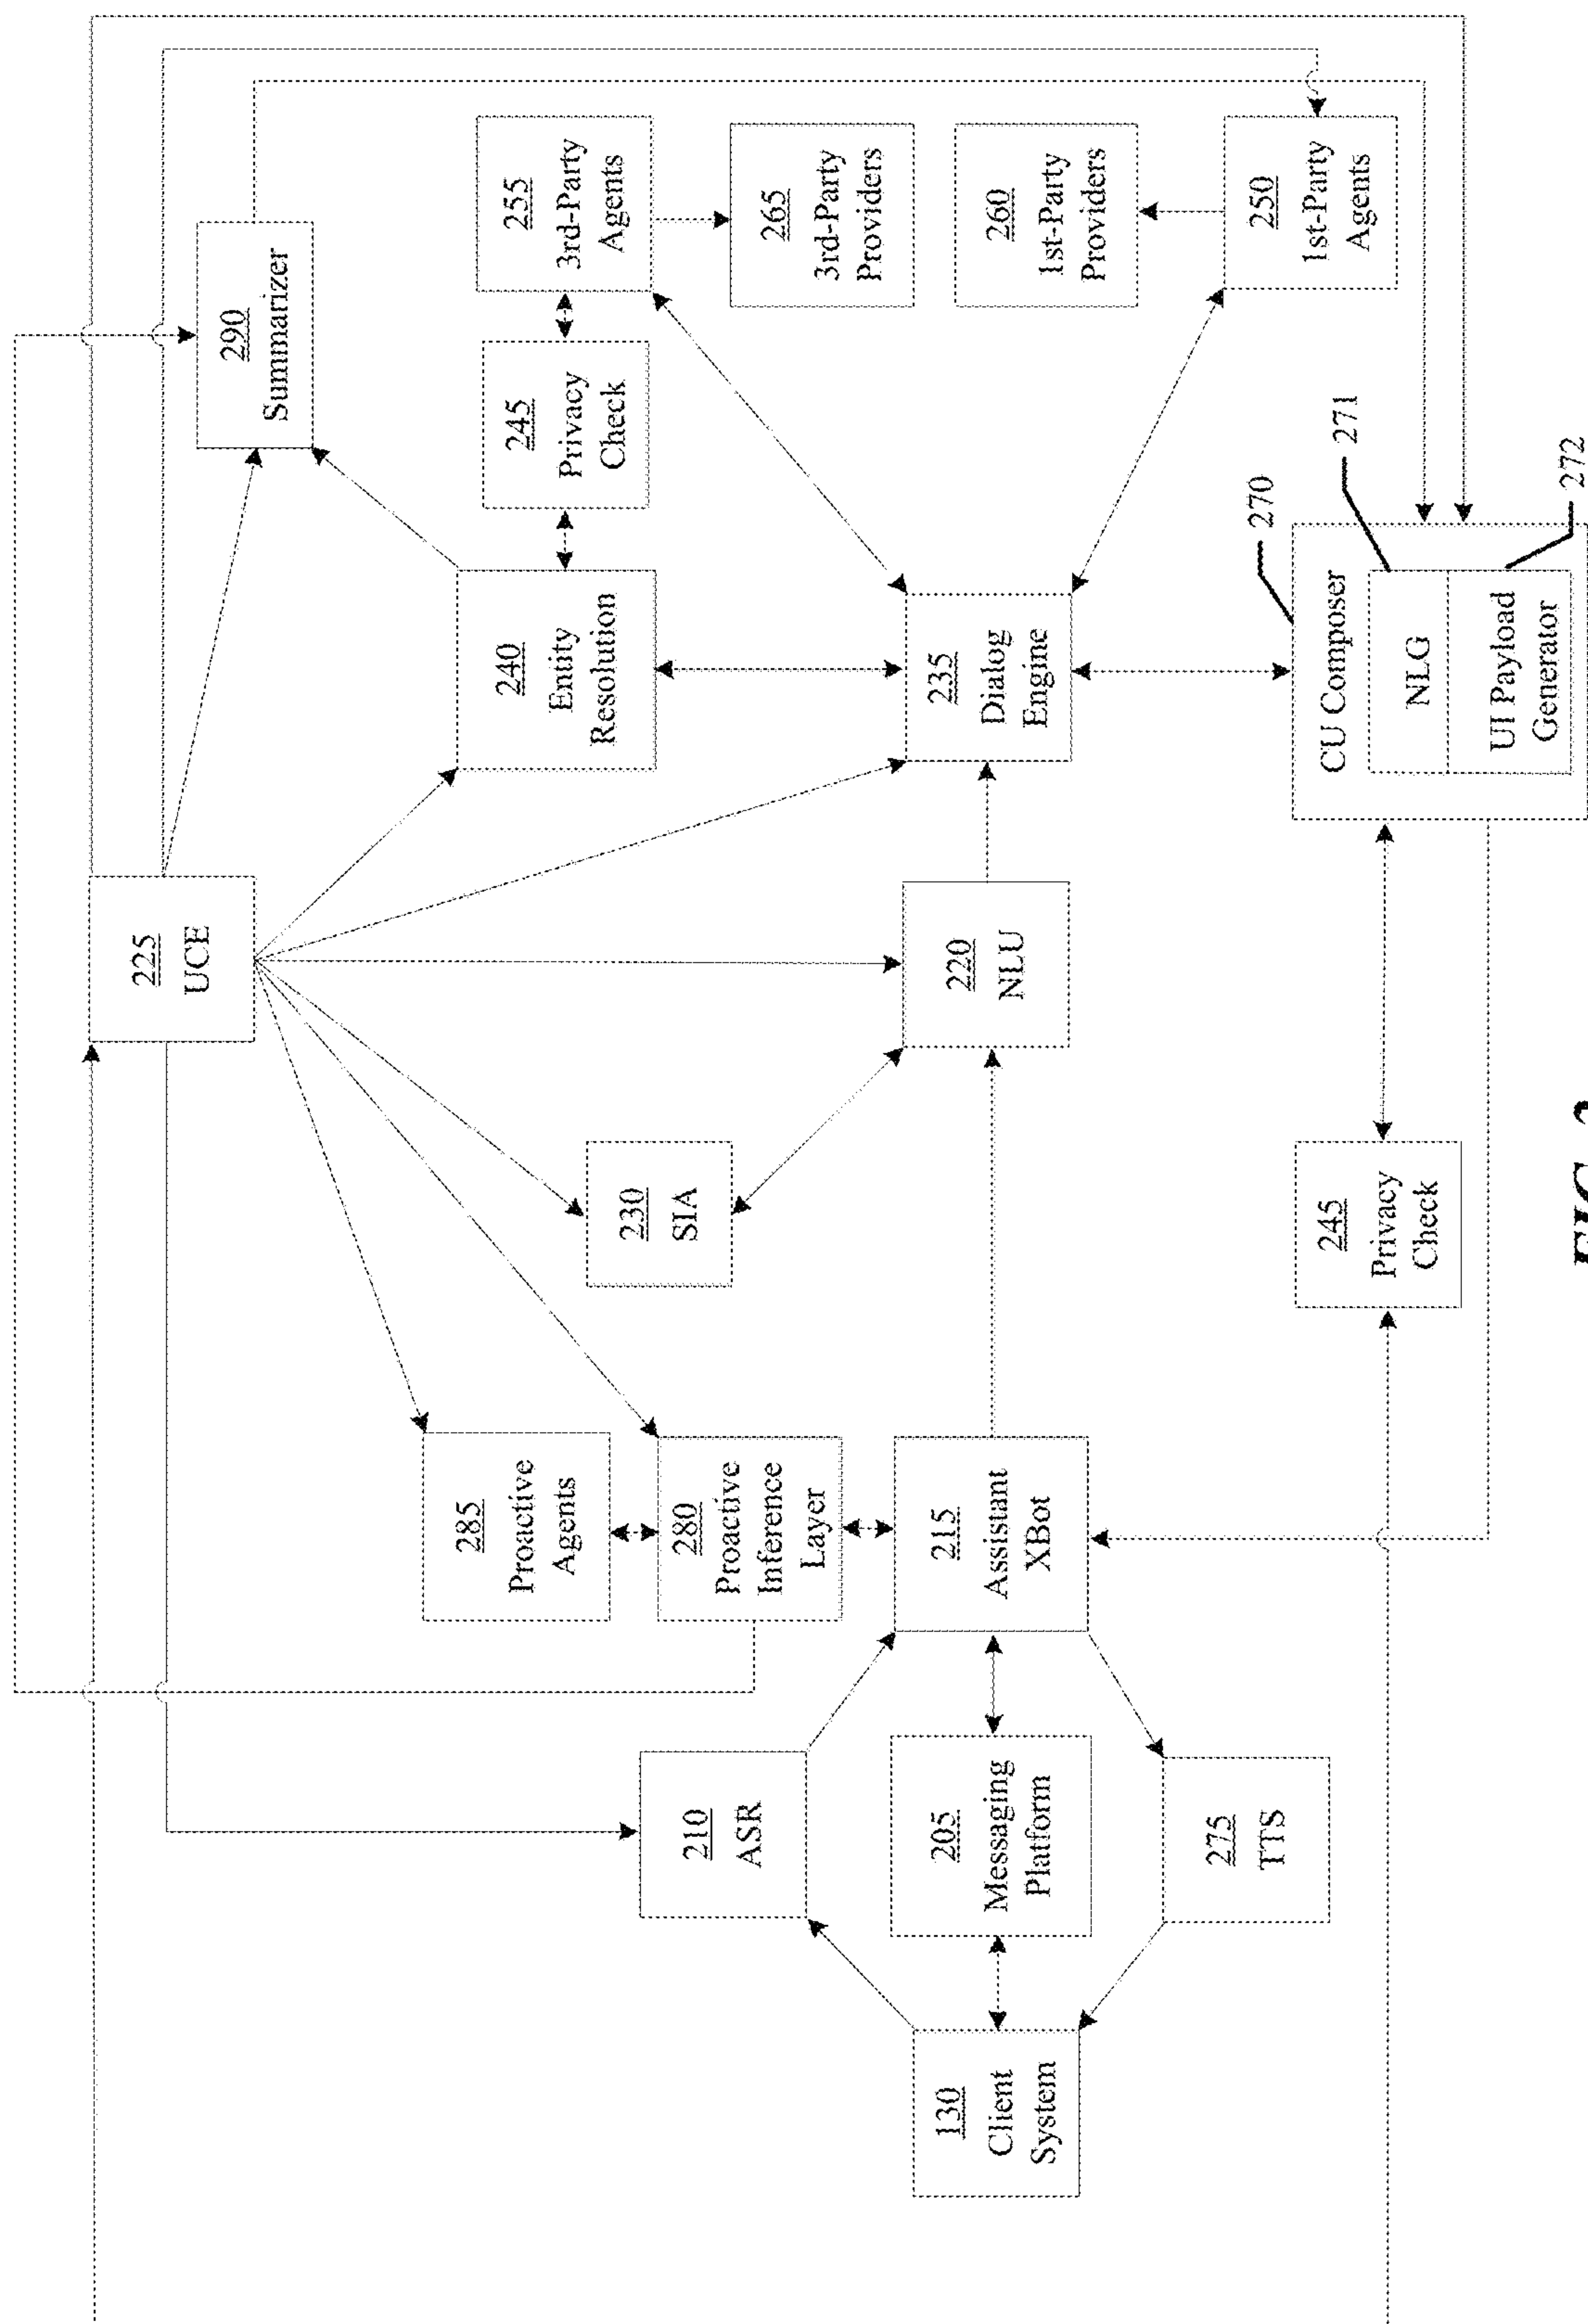 225
UCE
290
Summarizer
285
Proactive
Agents
255
3rd-Party
Agents
245
Privacy
Check
240
Entity
Resolution
230
SIA
210
ASR
280
Proactive
Inference
Layer
265
3rd-Party
Providers
130
Client
System
205
Messaging
Platform
215
Assistant
XBot
220
NLU
235
Dialog
Engine
260
1st-Party
Providers
275
TTS
250
1st-Party
Agents
245
Privacy
Check
270
CU Composer
271
NLG
272
UI Payload
Generator